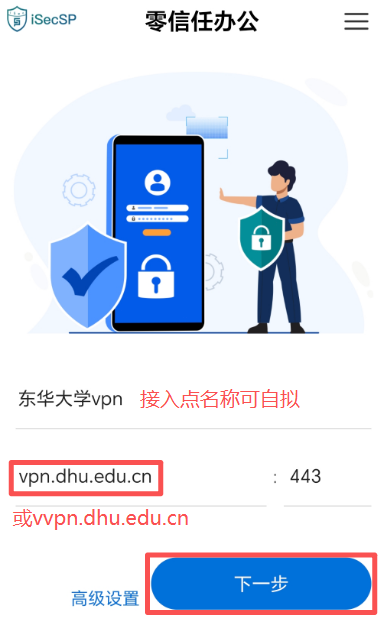 iSecSP
零信任办公
东华大学vpn 接入点名称可自拟
vpn.dhu.edu.cn : 443
或vvpn.dhu.edu.cn
高级设置 下一步